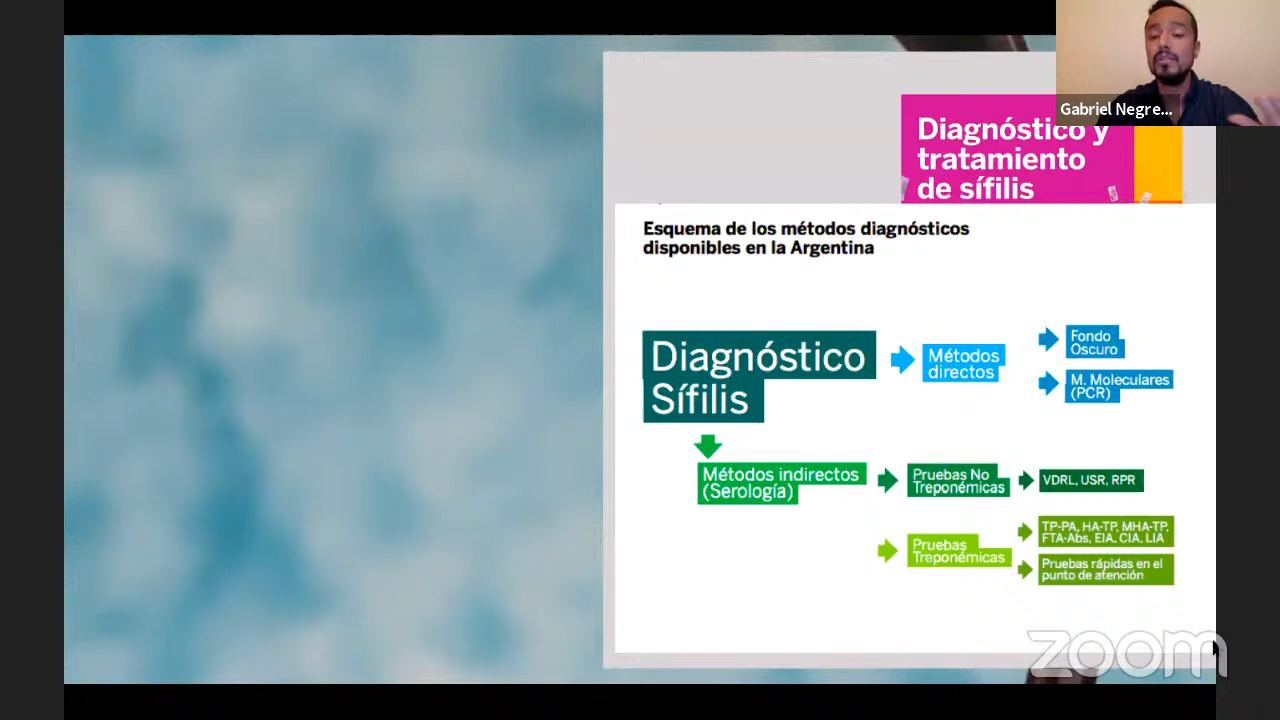 Gabriel Negre...
Diagnóstico y
tratamiento
de sífilis
Esquema de los métodos diagnósticos
disponibles en la Argentina
Diagnóstico
Sífilis
Métodos
directos
Fondo
Oscuro
M. Moleculares
(PCR)
Métodos indirectos
(Serología)
Pruebas No
Treponémicas
VDRL, USR, RPR
Pruebas
Treponémicas
TP-PA, HA-TP, MHA-TP,
FTA-Abs, EIA, CIA, LIA
Pruebas rápidas en el
punto de atención
zoom